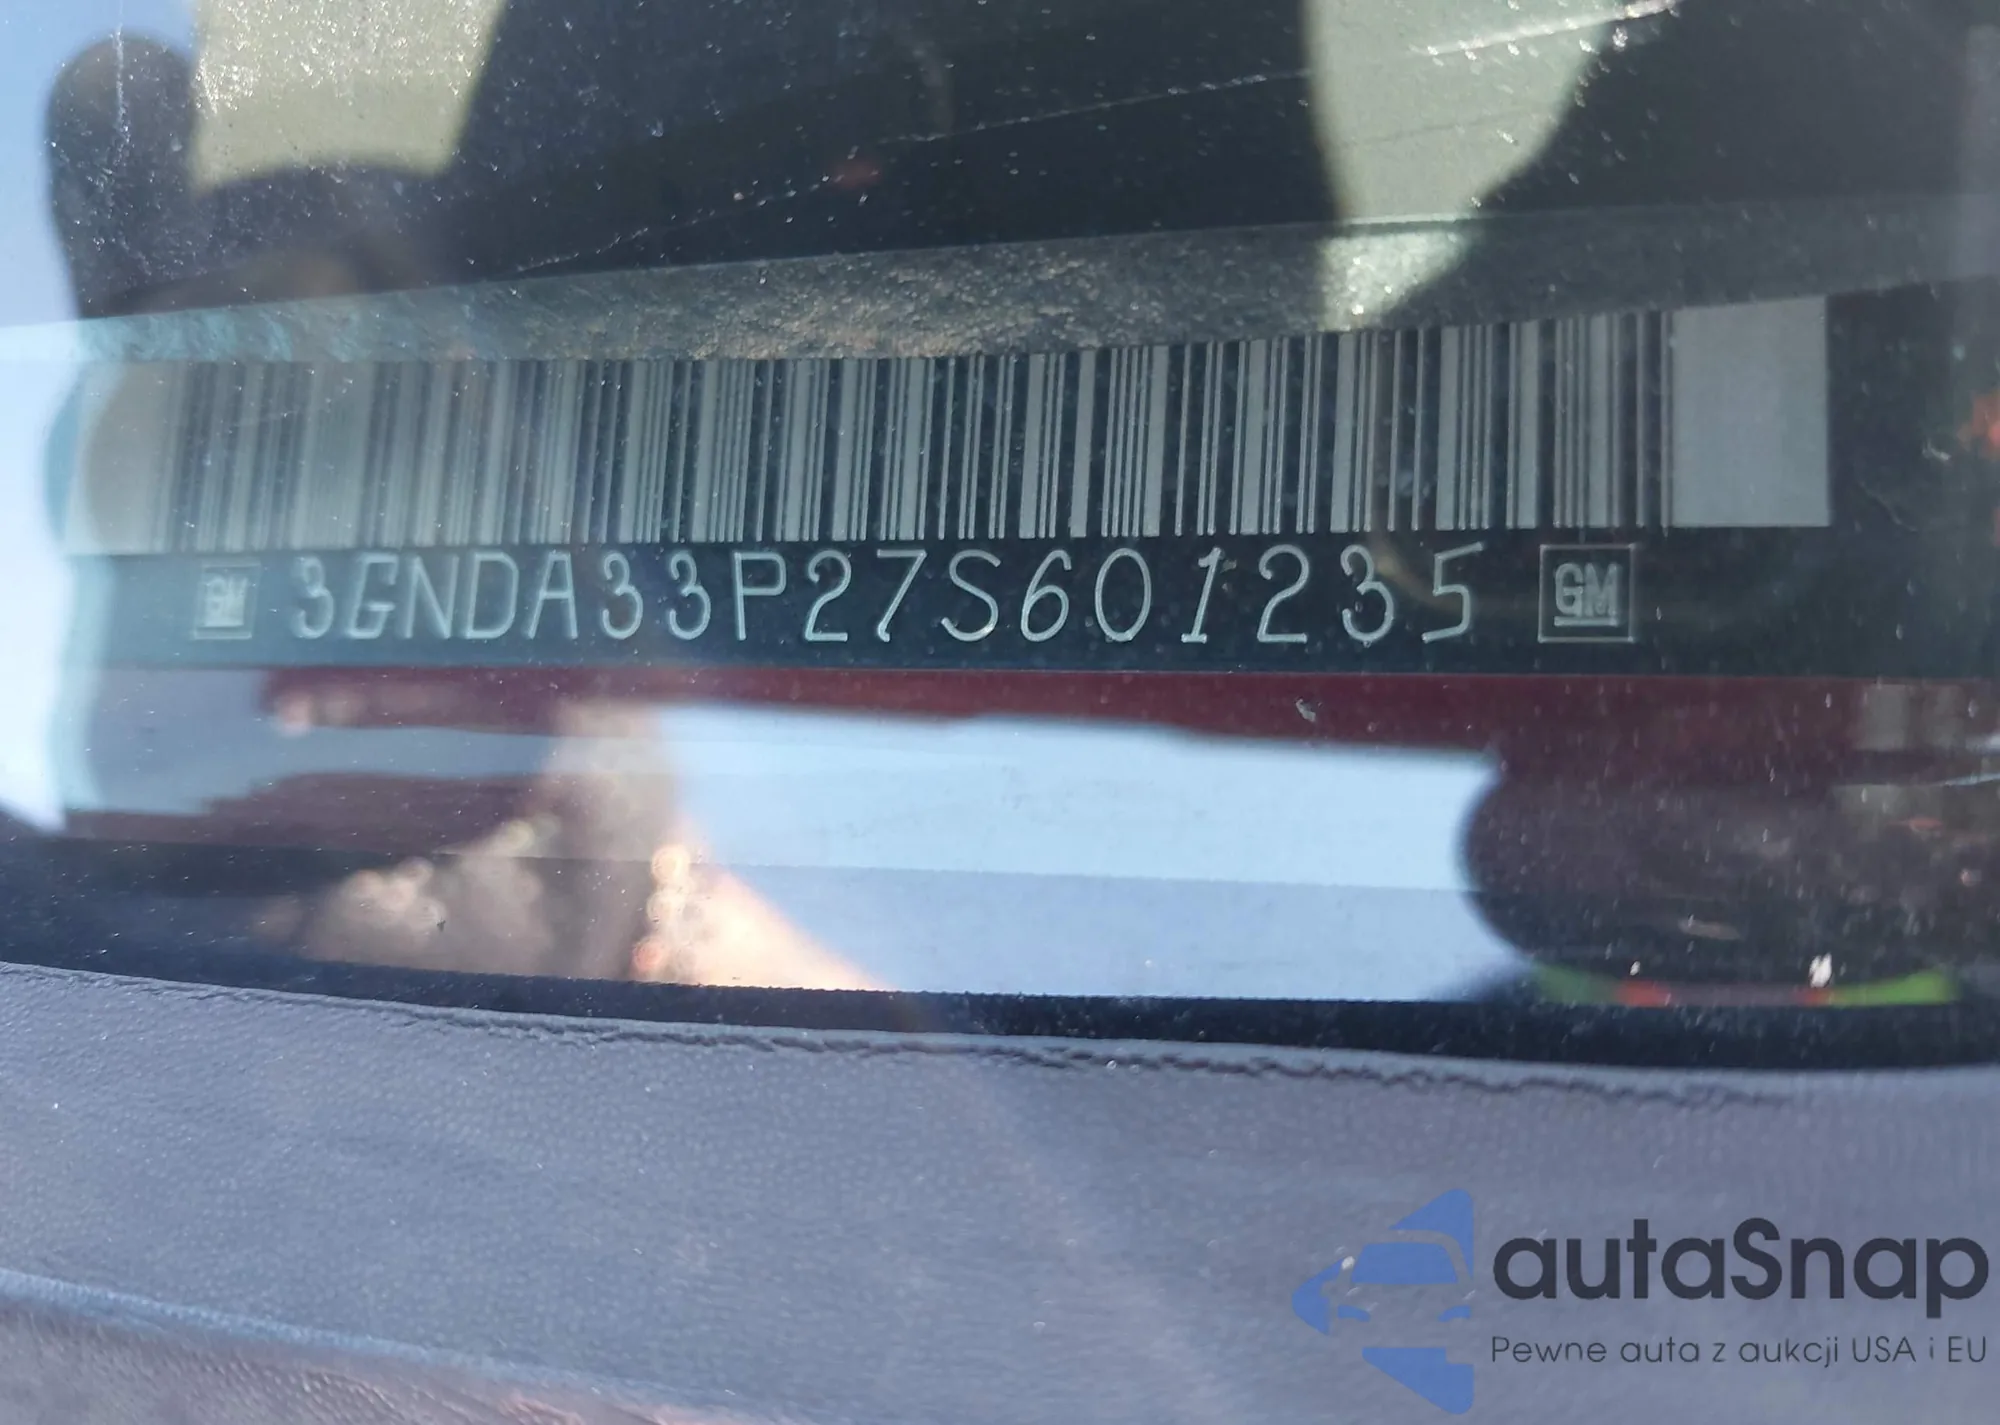 GM 3GNDA33P27S601235 GM
autaSnap
Pewne auta z aukcji USA i EU